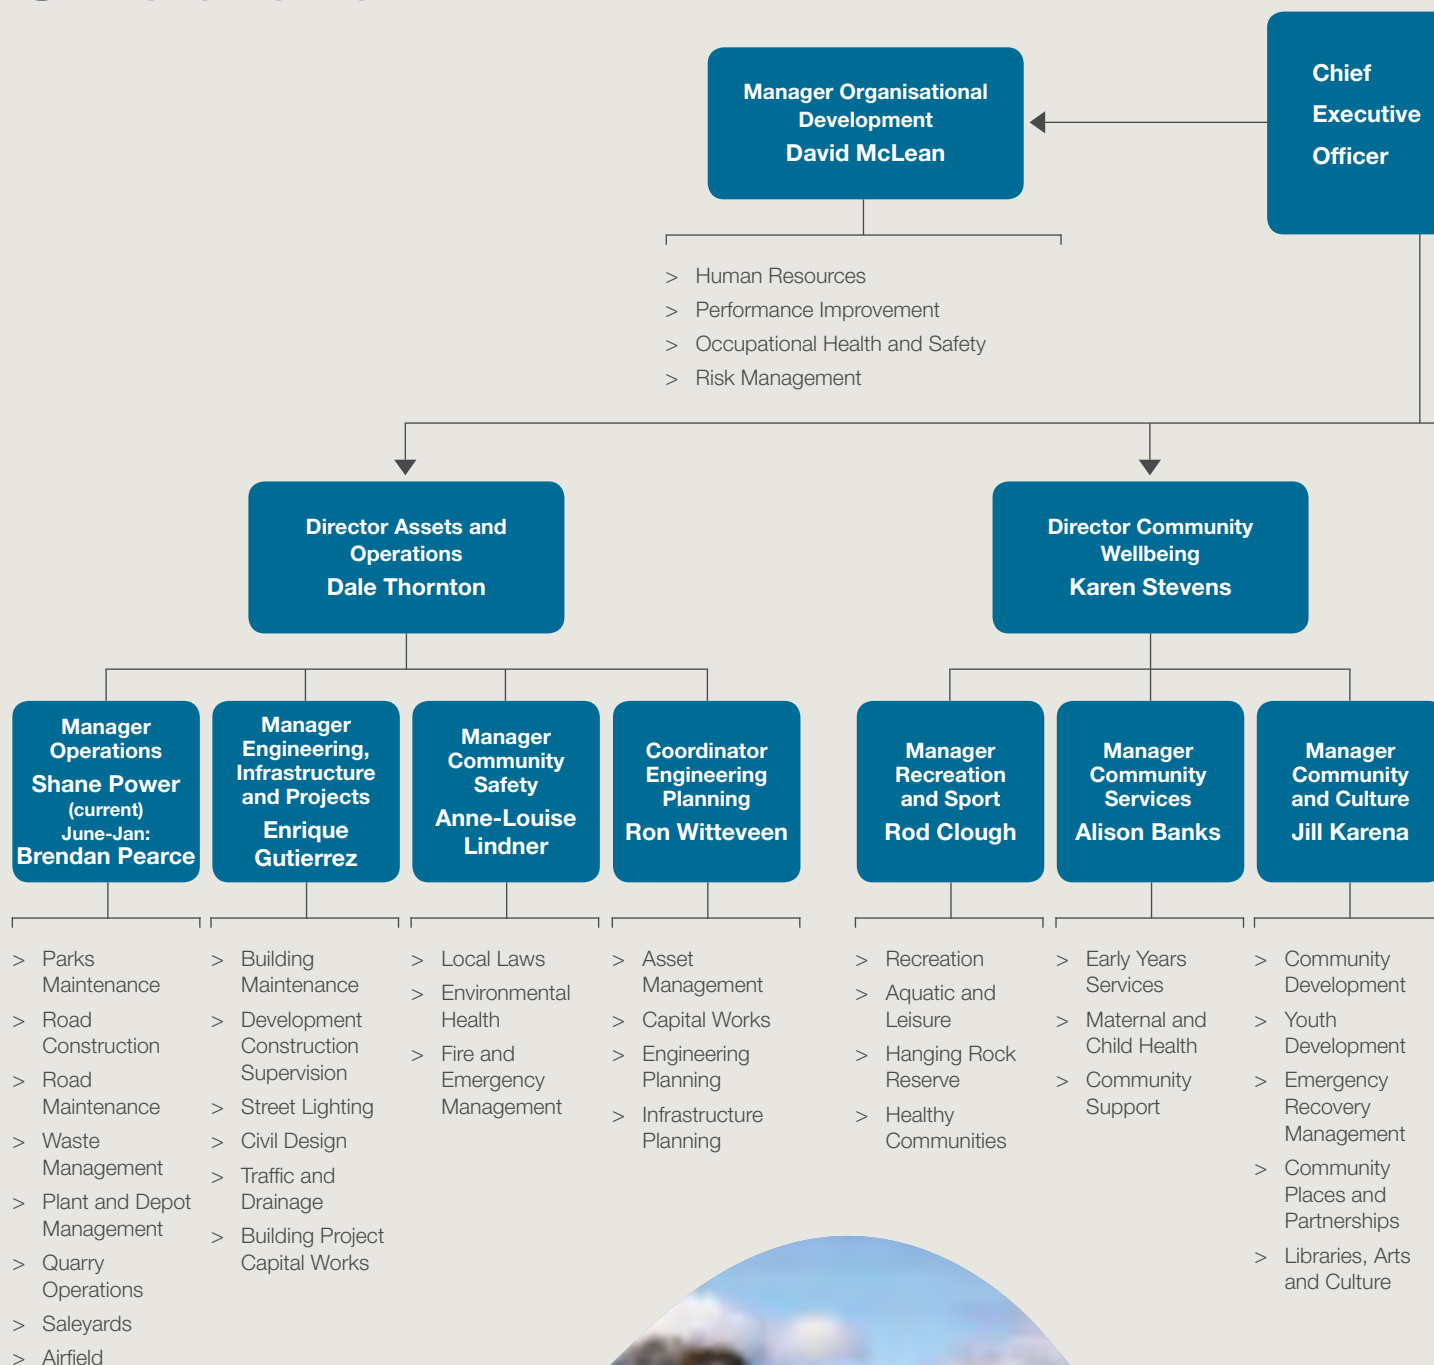 Chief
Executive
Officer
Manager Organisational
Development
David McLean
> Human Resources
> Performance Improvement
> Occupational Health and Safety
> Risk Management
Director Assets and
Operations
Dale Thornton
Director Community
Wellbeing
Karen Stevens
Manager
Operations
Shane Power
(current)
June-Jan:
Brendan Pearce
Manager
Engineering,
Infrastructure
and Projects
Enrique
Gutierrez
Manager
Community
Safety
Anne-Louise
Lindner
Coordinator
Engineering
Planning
Ron Witteveen
Manager
Recreation
and Sport
Rod Clough
Manager
Community
Services
Alison Banks
Manager
Community
and Culture
Jill Karena
> Parks
Maintenance
> Road
Construction
> Road
Maintenance
> Waste
Management
> Plant and Depot
Management
> Quarry
Operations
> Saleyards
> Airfield
> Building
Maintenance
> Development
Construction
Supervision
> Street Lighting
> Civil Design
> Traffic and
Drainage
> Building Project
Capital Works
> Local Laws
> Environmental
Health
> Fire and
Emergency
Management
> Asset
Management
> Capital Works
> Engineering
Planning
> Infrastructure
Planning
> Recreation
> Aquatic and
Leisure
> Hanging Rock
Reserve
> Healthy
Communities
> Early Years
Services
> Maternal and
Child Health
> Community
Support
> Community
Development
> Youth
Development
> Emergency
Recovery
Management
> Community
Places and
Partnerships
> Libraries, Arts
and Culture